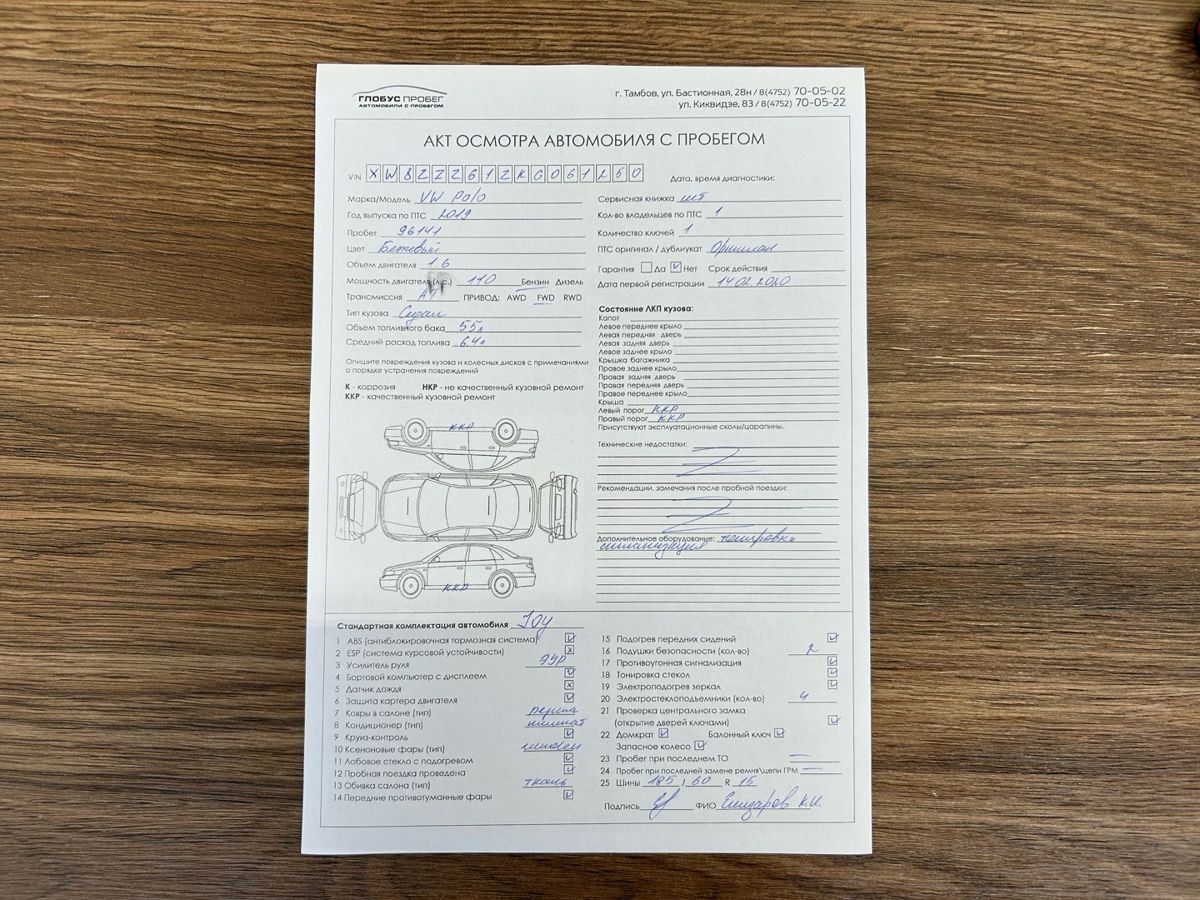 ГЛОБУС ПРОБЕГ
АВТОМОБИЛИ С ПРОБЕГОМ
г. Тамбов, ул. Бастионная, 28н / 8(4752) 70-05-02
ул. Киквидзе, 83 / 8(4752) 70-05-22
АКТ ОСМОТРА АВТОМОБИЛЯ С ПРОБЕГОМ
VIN XW8ZZZ61ZKG061250
Дата, время диагностики:
Марка/Модель VW Polo
Год выпуска по ПТС 2019
Пробег 96141
Цвет Бежевый
Объем двигателя 1.6
Мощность двигателя (л.с.) 110 Бензин Дизель
Трансмиссия АТ ПРИВОД: AWD FWD RWD
Тип кузова Седан
Объем топливного бака 55л
Средний расход топлива 6.4л
Сервисная книжка нет
Кол-во владельцев по ПТС 1
Количество ключей 1
ПТС оригинал / дубликат Оригинал
Гарантия Да Нет Срок действия
Дата первой регистрации 14.02.2020
Опишите повреждения кузова и колесных дисков с примечаниями
о порядке устранения повреждений
К - коррозия НКР - не качественный кузовной ремонт
ККР - качественный кузовной ремонт
ККР
ККР
Состояние ЛКП кузова:
Капот
Левое переднее крыло
Левая передняя дверь
Левая задняя дверь
Левое заднее крыло
Крышка багажника
Правое заднее крыло
Правая задняя дверь
Правая передняя дверь
Правое переднее крыло
Крыша
Левый порог ККР
Правый порог ККР
Присутствуют эксплуатационные сколы/царапины.
Технические недостатки:
Рекомендации, замечания после пробной поездки:
Дополнительное оборудование: тонировка
сигнализация
Стандартная комплектация автомобиля Joy
1 ABS (антиблокировочная тормозная система)
2 ESP (система курсовой устойчивости)
3 Усилитель руля ЭУР
4 Бортовой компьютер с дисплеем
5 Датчик дождя
6 Защита картера двигателя
7 Ковры в салоне (тип) резина
8 Кондиционер (тип) климат
9 Круиз-контроль
10 Ксеноновые фары (тип)
11 Лобовое стекло с подогревом
12 Пробная поездка проведена
13 Обивка салона (тип) ткань
14 Передние противотуманные фары
15 Подогрев передних сидений
16 Подушки безопасности (кол-во) 2
17 Противоугонная сигнализация
18 Тонировка стекол
19 Электроподогрев зеркал
20 Электростеклоподъемники (кол-во) 4
21 Проверка центрального замка
(открытие дверей ключами)
22 Домкрат Балонный ключ
Запасное колесо
23 Пробег при последнем ТО
24 Пробег при последней замене ремня\цепи ГРМ
25 Шины 185 / 60 R 15
Подпись ФИО К.И.